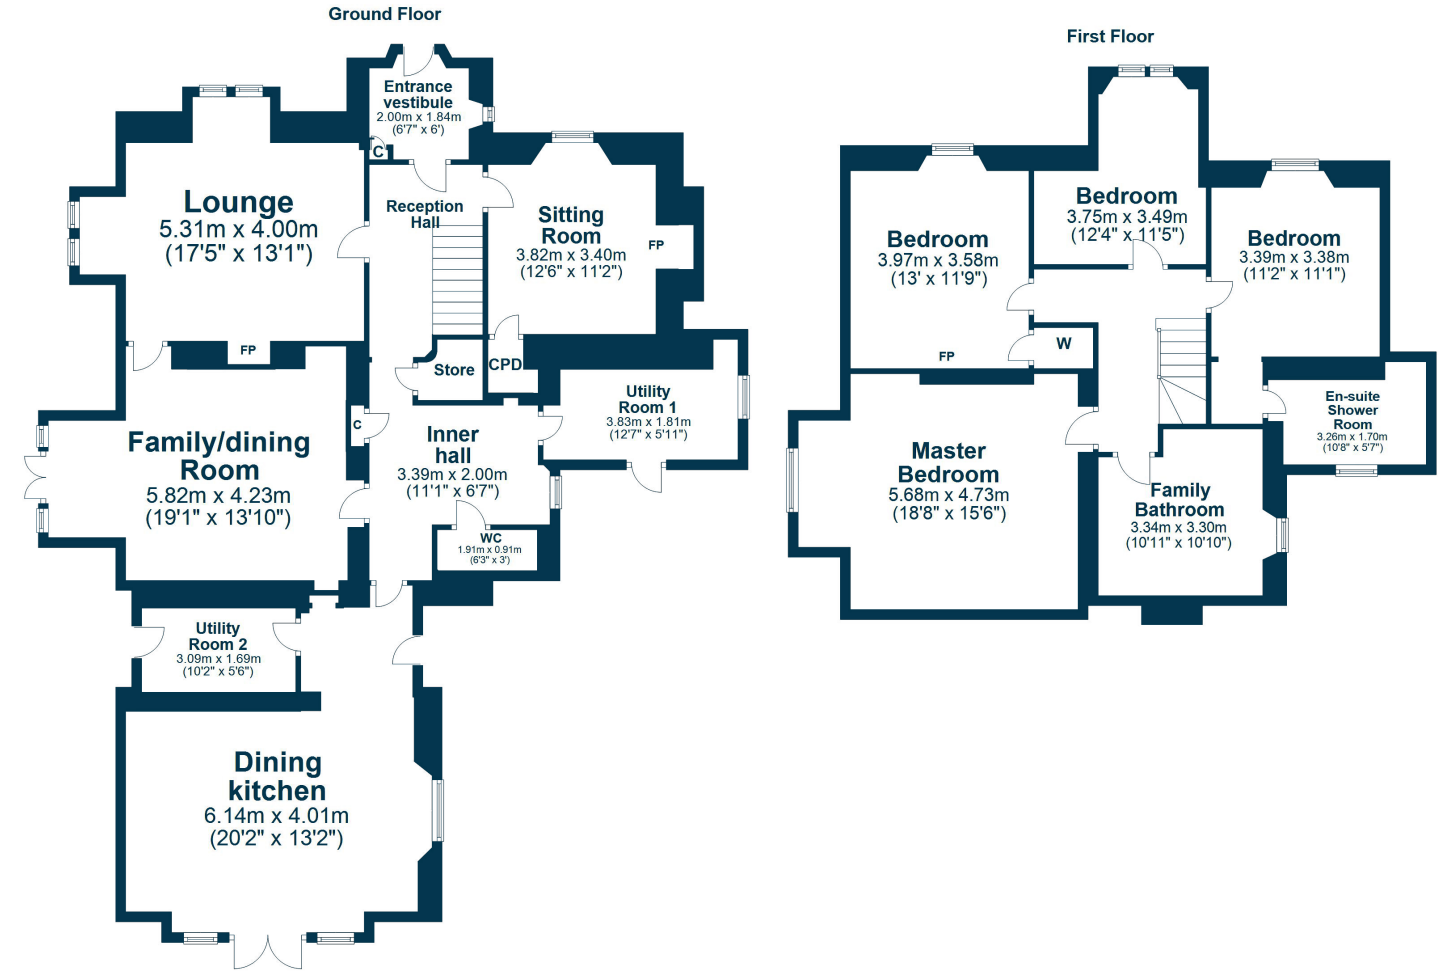 Ground Floor
Entrance
vestibule
2.00m x 1.84m
(6'7" x 6')
C
Lounge
5.31m x 4.00m
(17'5" x 13'1")
Reception
Hall
Sitting
Room
3.82m x 3.40m
(12'6" x 11'2")
FP
FP
Store
CPD
Utility
Room 1
3.83m x 1.81m
(12'7" x 5'11")
C
Family/dining
Room
5.82m x 4.23m
(19'1" x 13'10")
Inner
hall
3.39m x 2.00m
(11'1" x 6'7")
WC
1.91m x 0.91m
(6'3" x 3')
Utility
Room 2
3.09m x 1.69m
(10'2" x 5'6")
Dining
kitchen
6.14m x 4.01m
(20'2" x 13'2")
First Floor
Bedroom
3.75m x 3.49m
(12'4" x 11'5")
Bedroom
3.97m x 3.58m
(13' x 11'9")
Bedroom
3.39m x 3.38m
(11'2" x 11'1")
W
FP
En-suite
Shower
Room
3.26m x 1.70m
(10'8" x 5'7")
Master
Bedroom
5.68m x 4.73m
(18'8" x 15'6")
Family
Bathroom
3.34m x 3.30m
(10'11" x 10'10")